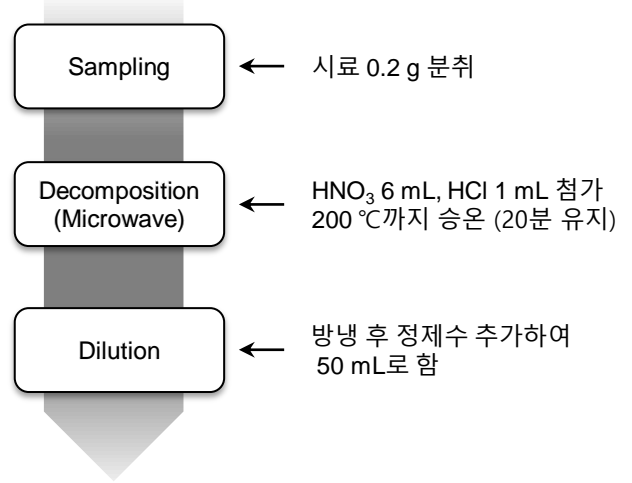 Sampling
시료 0.2 g 분취
Decomposition
(Microwave)
HNO₃ 6 mL, HCl 1 mL 첨가
200 ℃까지 승온 (20분 유지)
Dilution
방냉 후 정제수 추가하여
50 mL로 함